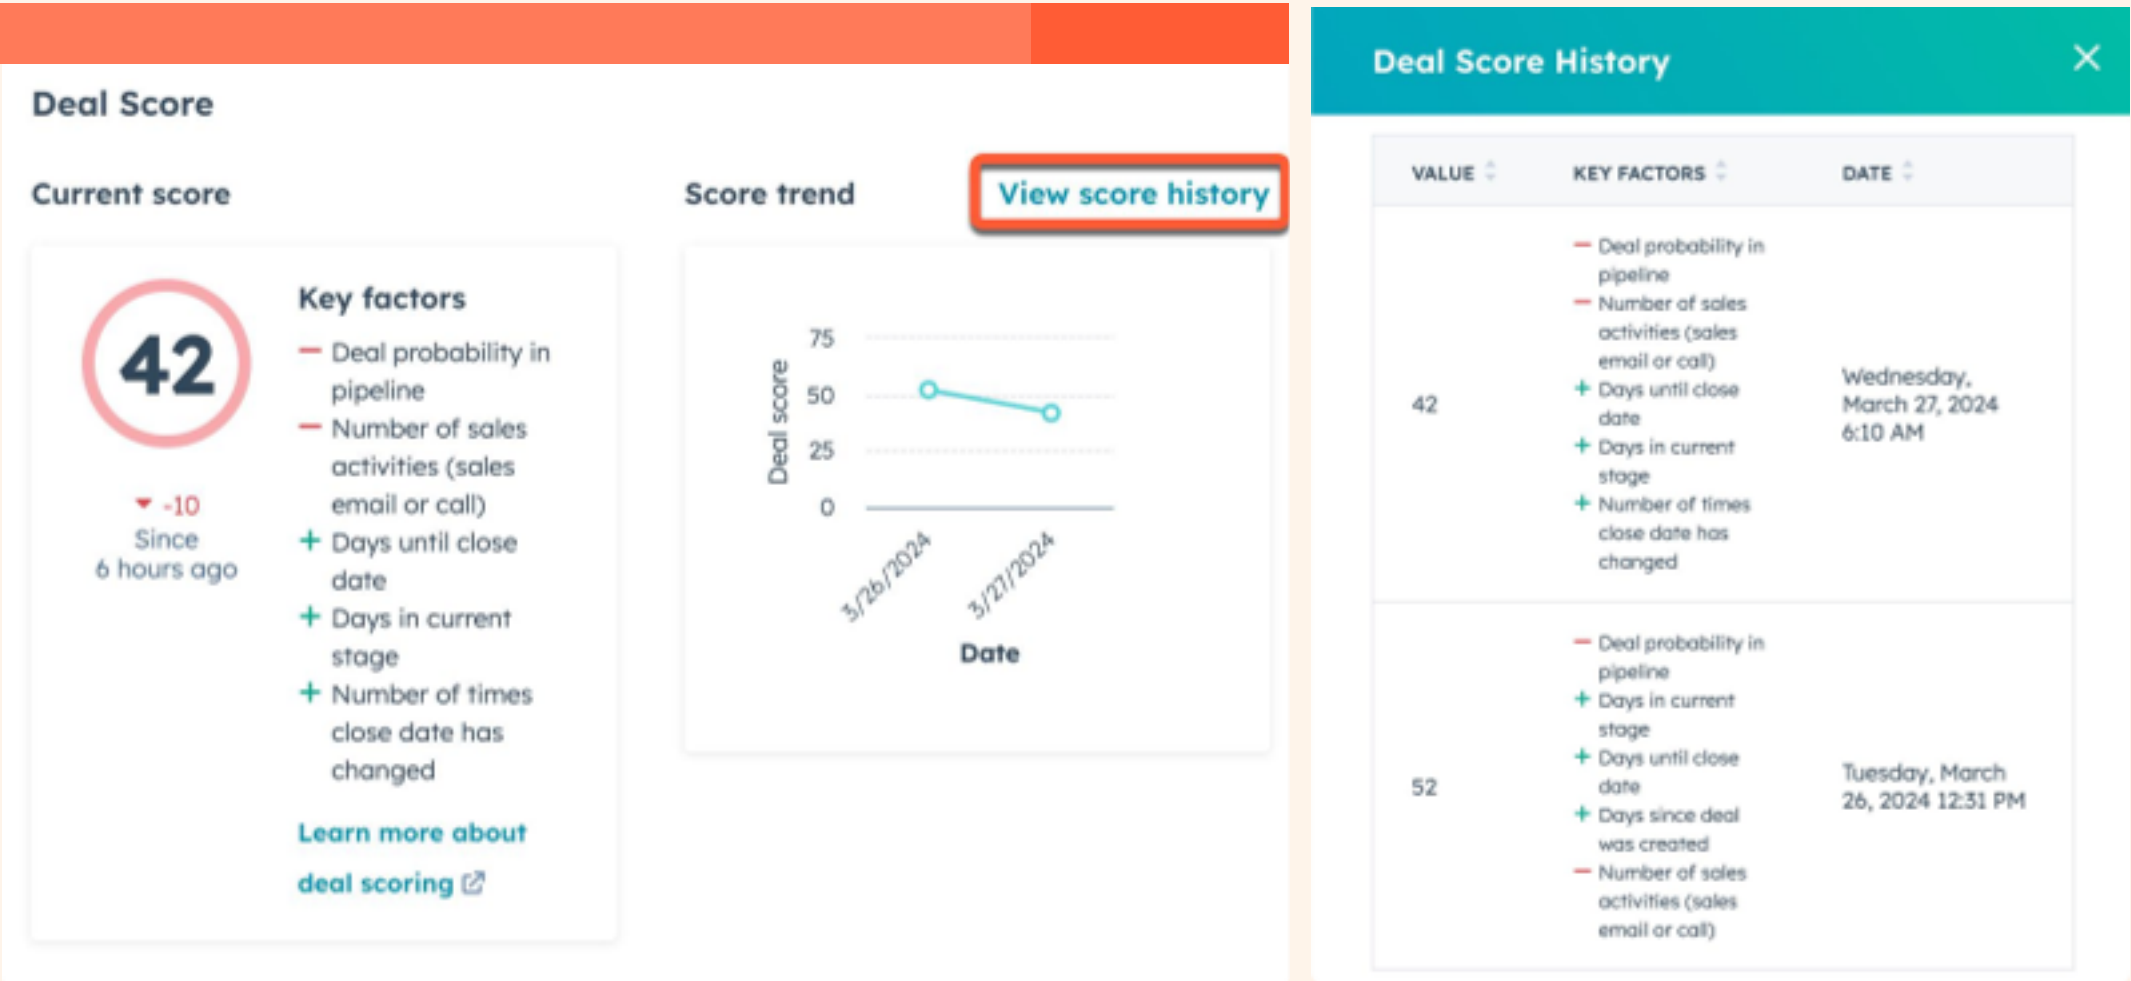 Deal Score
Current score
42
-10
Since
6 hours ago
Key factors
− Deal probability in
pipeline
− Number of sales
activities (sales
email or call)
+ Days until close
date
+ Days in current
stage
+ Number of times
close date has
changed
Learn more about
deal scoring
Score trend
View score history
Deal score
75
50
25
0
3/26/2024
3/27/2024
Date
Deal Score History
VALUE
KEY FACTORS
DATE
42
− Deal probability in
pipeline
− Number of sales
activities (sales
email or call)
+ Days until close
date
+ Days in current
stage
+ Number of times
close date has
changed
Wednesday,
March 27, 2024
6:10 AM
52
− Deal probability in
pipeline
+ Days in current
stage
+ Days until close
date
+ Days since deal
was created
− Number of sales
activities (sales
email or call)
Tuesday, March
26, 2024 12:31 PM